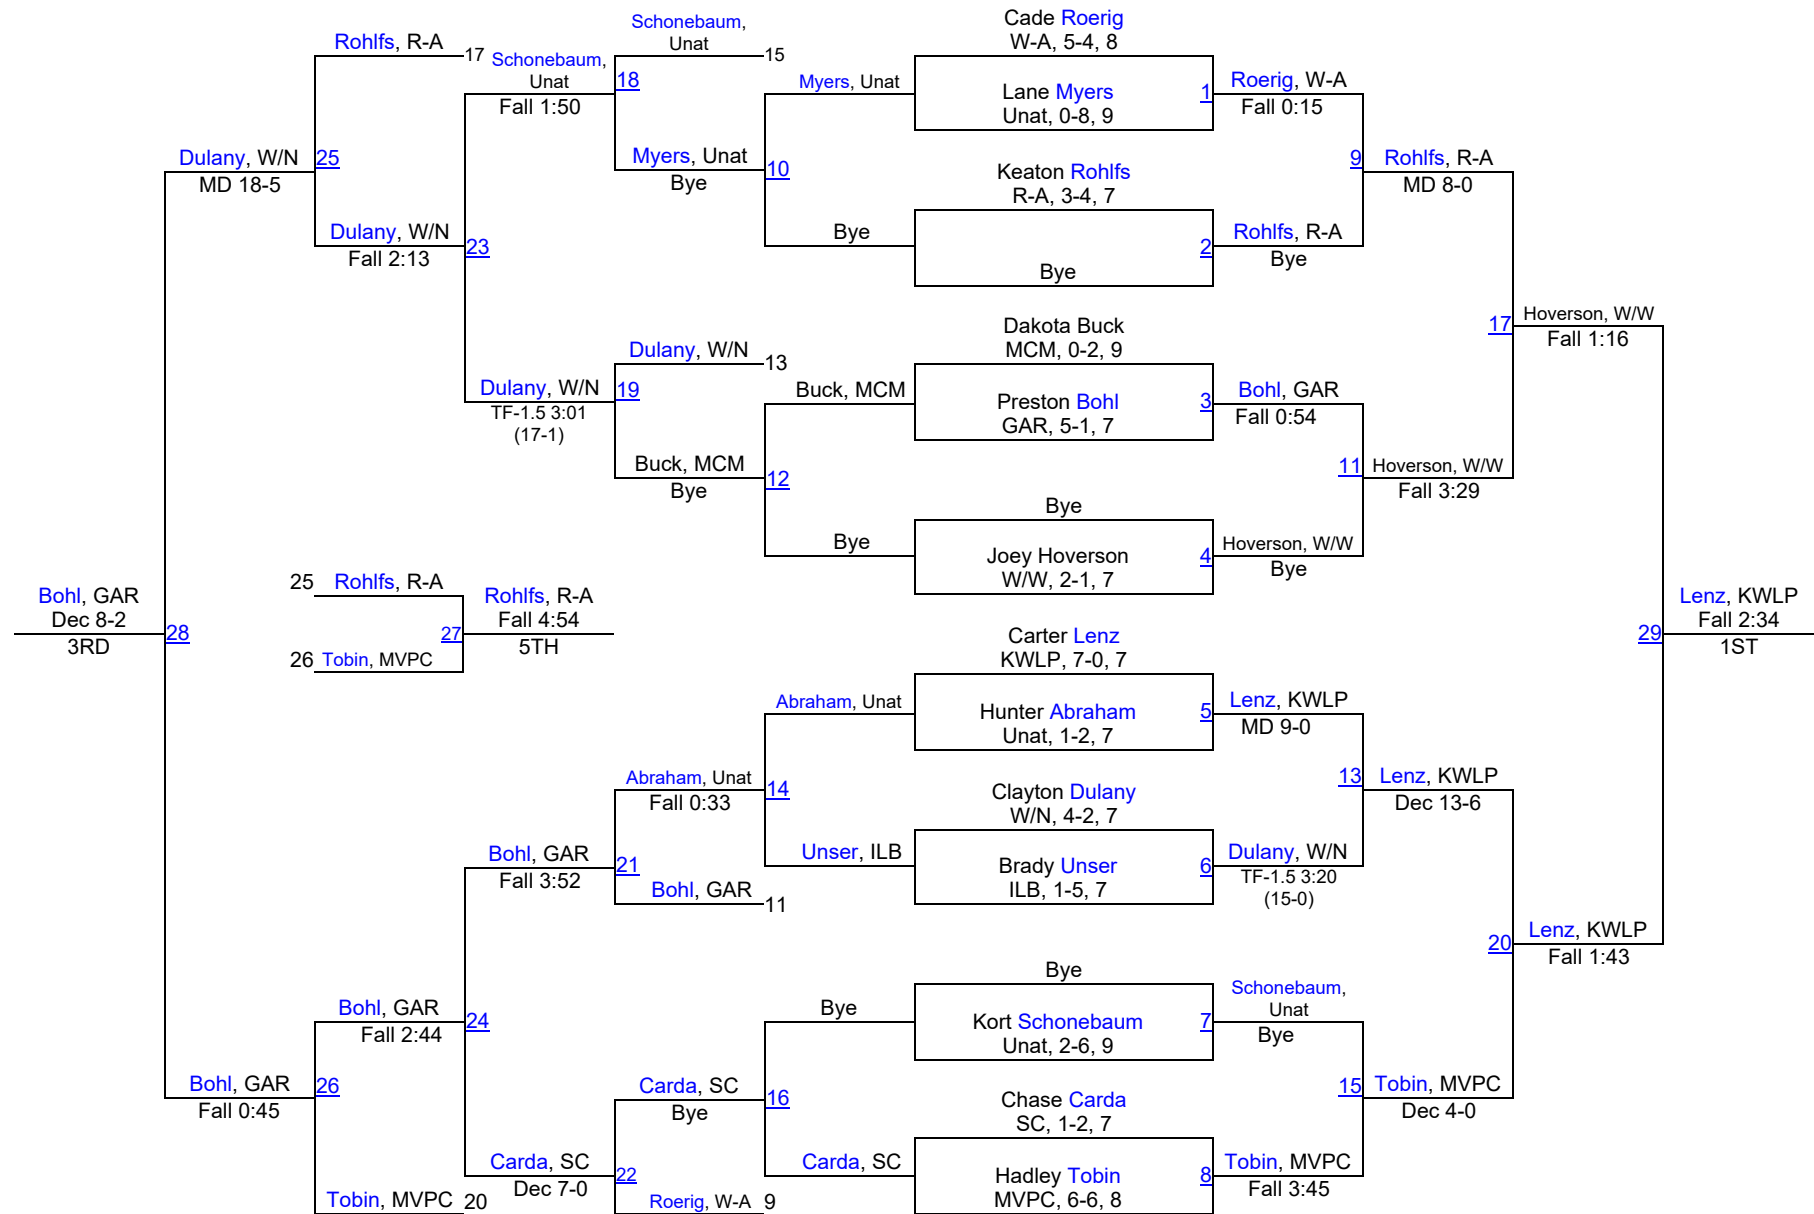 Cade Roerig
W-A, 5-4, 8
Lane Myers
Unat, 0-8, 9
1
Roerig, W-A
Fall 0:15
Keaton Rohlfs
R-A, 3-4, 7
Bye
2
Rohlfs, R-A
Bye
9
Rohlfs, R-A
MD 8-0
Dakota Buck
MCM, 0-2, 9
Preston Bohl
GAR, 5-1, 7
3
Bohl, GAR
Fall 0:54
Bye
Joey Hoverson
W/W, 2-1, 7
4
Hoverson, W/W
Bye
11
Hoverson, W/W
Fall 3:29
17
Hoverson, W/W
Fall 1:16
Carter Lenz
KWLP, 7-0, 7
Hunter Abraham
Unat, 1-2, 7
5
Lenz, KWLP
MD 9-0
Clayton Dulany
W/N, 4-2, 7
Brady Unser
ILB, 1-5, 7
6
Dulany, W/N
TF-1.5 3:20
(15-0)
13
Lenz, KWLP
Dec 13-6
Bye
Kort Schonebaum
Unat, 2-6, 9
7
Schonebaum,
Unat
Bye
Chase Carda
SC, 1-2, 7
Hadley Tobin
MVPC, 6-6, 8
8
Tobin, MVPC
Fall 3:45
15
Tobin, MVPC
Dec 4-0
20
Lenz, KWLP
Fall 1:43
29
Lenz, KWLP
Fall 2:34
1ST
Myers, Unat
Bye
10
Myers, Unat
Bye
Schonebaum,
Unat
15
18
Schonebaum,
Unat
Fall 1:50
Buck, MCM
Bye
12
Buck, MCM
Bye
Dulany, W/N
13
19
Dulany, W/N
TF-1.5 3:01
(17-1)
23
Dulany, W/N
Fall 2:13
Rohlfs, R-A
17
25
Dulany, W/N
MD 18-5
Abraham, Unat
Unser, ILB
14
Abraham, Unat
Fall 0:33
Bohl, GAR
11
21
Bohl, GAR
Fall 3:52
Bye
Carda, SC
16
Carda, SC
Bye
Roerig, W-A
9
22
Carda, SC
Dec 7-0
24
Bohl, GAR
Fall 2:44
Tobin, MVPC
20
26
Bohl, GAR
Fall 0:45
28
Bohl, GAR
Dec 8-2
3RD
25
Rohlfs, R-A
26
Tobin, MVPC
27
Rohlfs, R-A
Fall 4:54
5TH